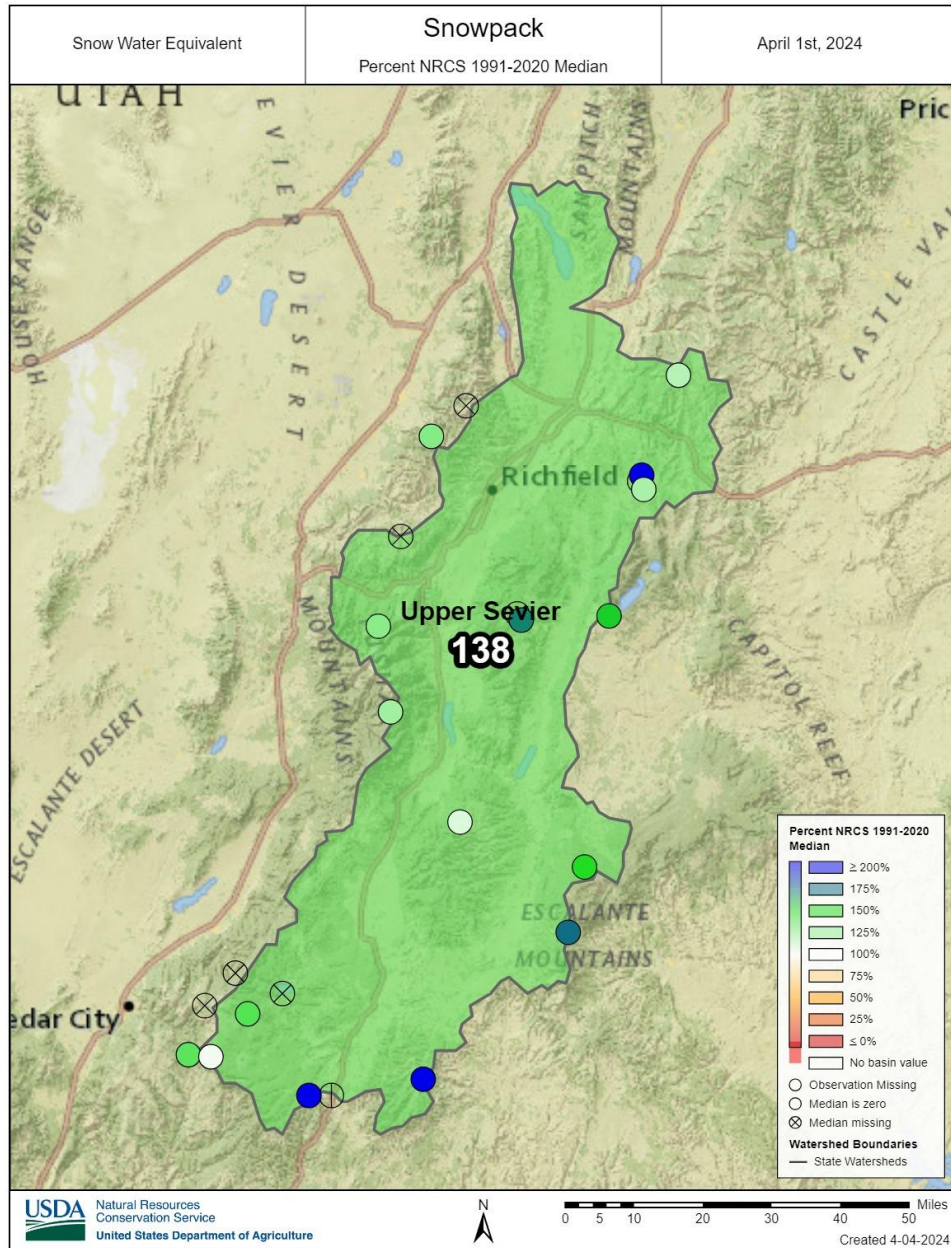 Snow Water Equivalent
Snowpack
Percent NRCS 1991-2020 Median
April 1st, 2024
UTAH
EVIER DESERT
SAN PITCH
MOUNTAINS
Pric
HOUSE RANGE
CASTLE VA
Richfield
Upper Sevier
138
MOUNTAINS
CAPITOL REEF
ESCALANTE DESERT
ESCALANTE
MOUNTAINS
edar City
Percent NRCS 1991-2020
Median
≥ 200%
175%
150%
125%
100%
75%
50%
25%
≤ 0%
No basin value
Observation Missing
Median is zero
Median missing
Watershed Boundaries
State Watersheds
USDA
Natural Resources
Conservation Service
United States Department of Agriculture
N
Miles
0 5 10 20 30 40 50
Created 4-04-2024